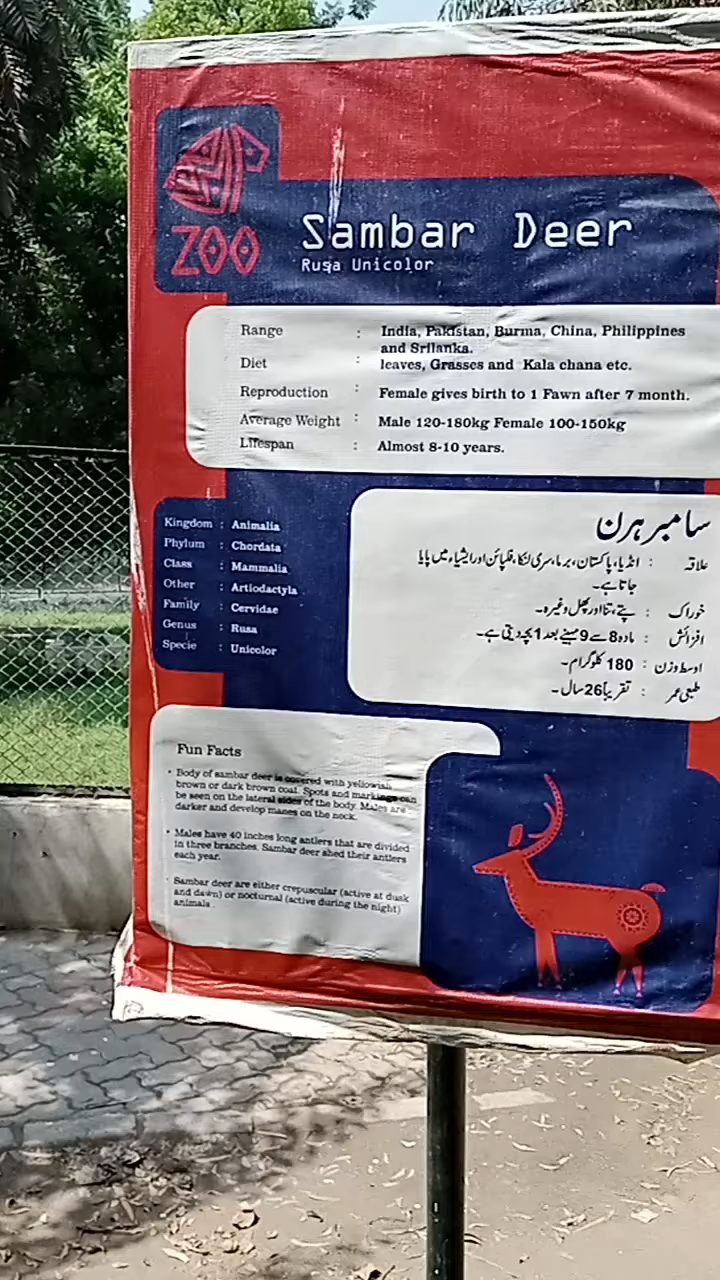 ZOO
Sambar Deer
Rusa Unicolor
Range : India, Pakistan, Burma, China, Philippines
and Srilanka.
Diet : leaves, Grasses and Kala chana etc.
Reproduction : Female gives birth to 1 Fawn after 7 month.
Average Weight : Male 120-180kg Female 100-150kg
Lifespan : Almost 8-10 years.
Kingdom : Animalia
Phylum : Chordata
Class : Mammalia
Other : Artiodactyla
Family : Cervidae
Genus : Rusa
Specie : Unicolor
سامبر ہرن
علاقہ : انڈیا، پاکستان، برما، سری لنکا، فلپائن اور ایشیاء میں پایا
جاتا ہے۔
خوراک : پتے، تنا اور پھل وغیرہ۔
افزائش : مادہ 8 سے 9 مہینے بعد 1 بچہ دیتی ہے۔
اوسط وزن : 180 کلوگرام۔
طبعی عمر : تقریباً 26 سال۔
Fun Facts
• Body of sambar deer is covered with yellowish
brown or dark brown coat. Spots and markings can
be seen on the lateral sides of the body. Males are
darker and develop manes on the neck.
• Males have 40 inches long antlers that are divided
in three branches. Sambar deer shed their antlers
each year.
• Sambar deer are either crepuscular (active at dusk
and dawn) or nocturnal (active during the night)
animals.